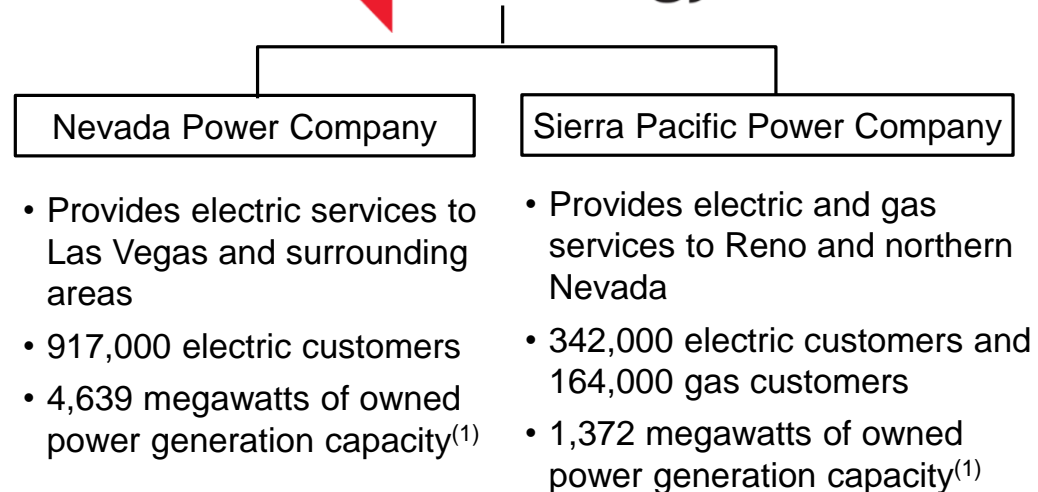 Nevada Power Company
• Provides electric services to
Las Vegas and surrounding
areas
• 917,000 electric customers
• 4,639 megawatts of owned
power generation capacity(1)
Sierra Pacific Power Company
• Provides electric and gas
services to Reno and northern
Nevada
• 342,000 electric customers and
164,000 gas customers
• 1,372 megawatts of owned
power generation capacity(1)